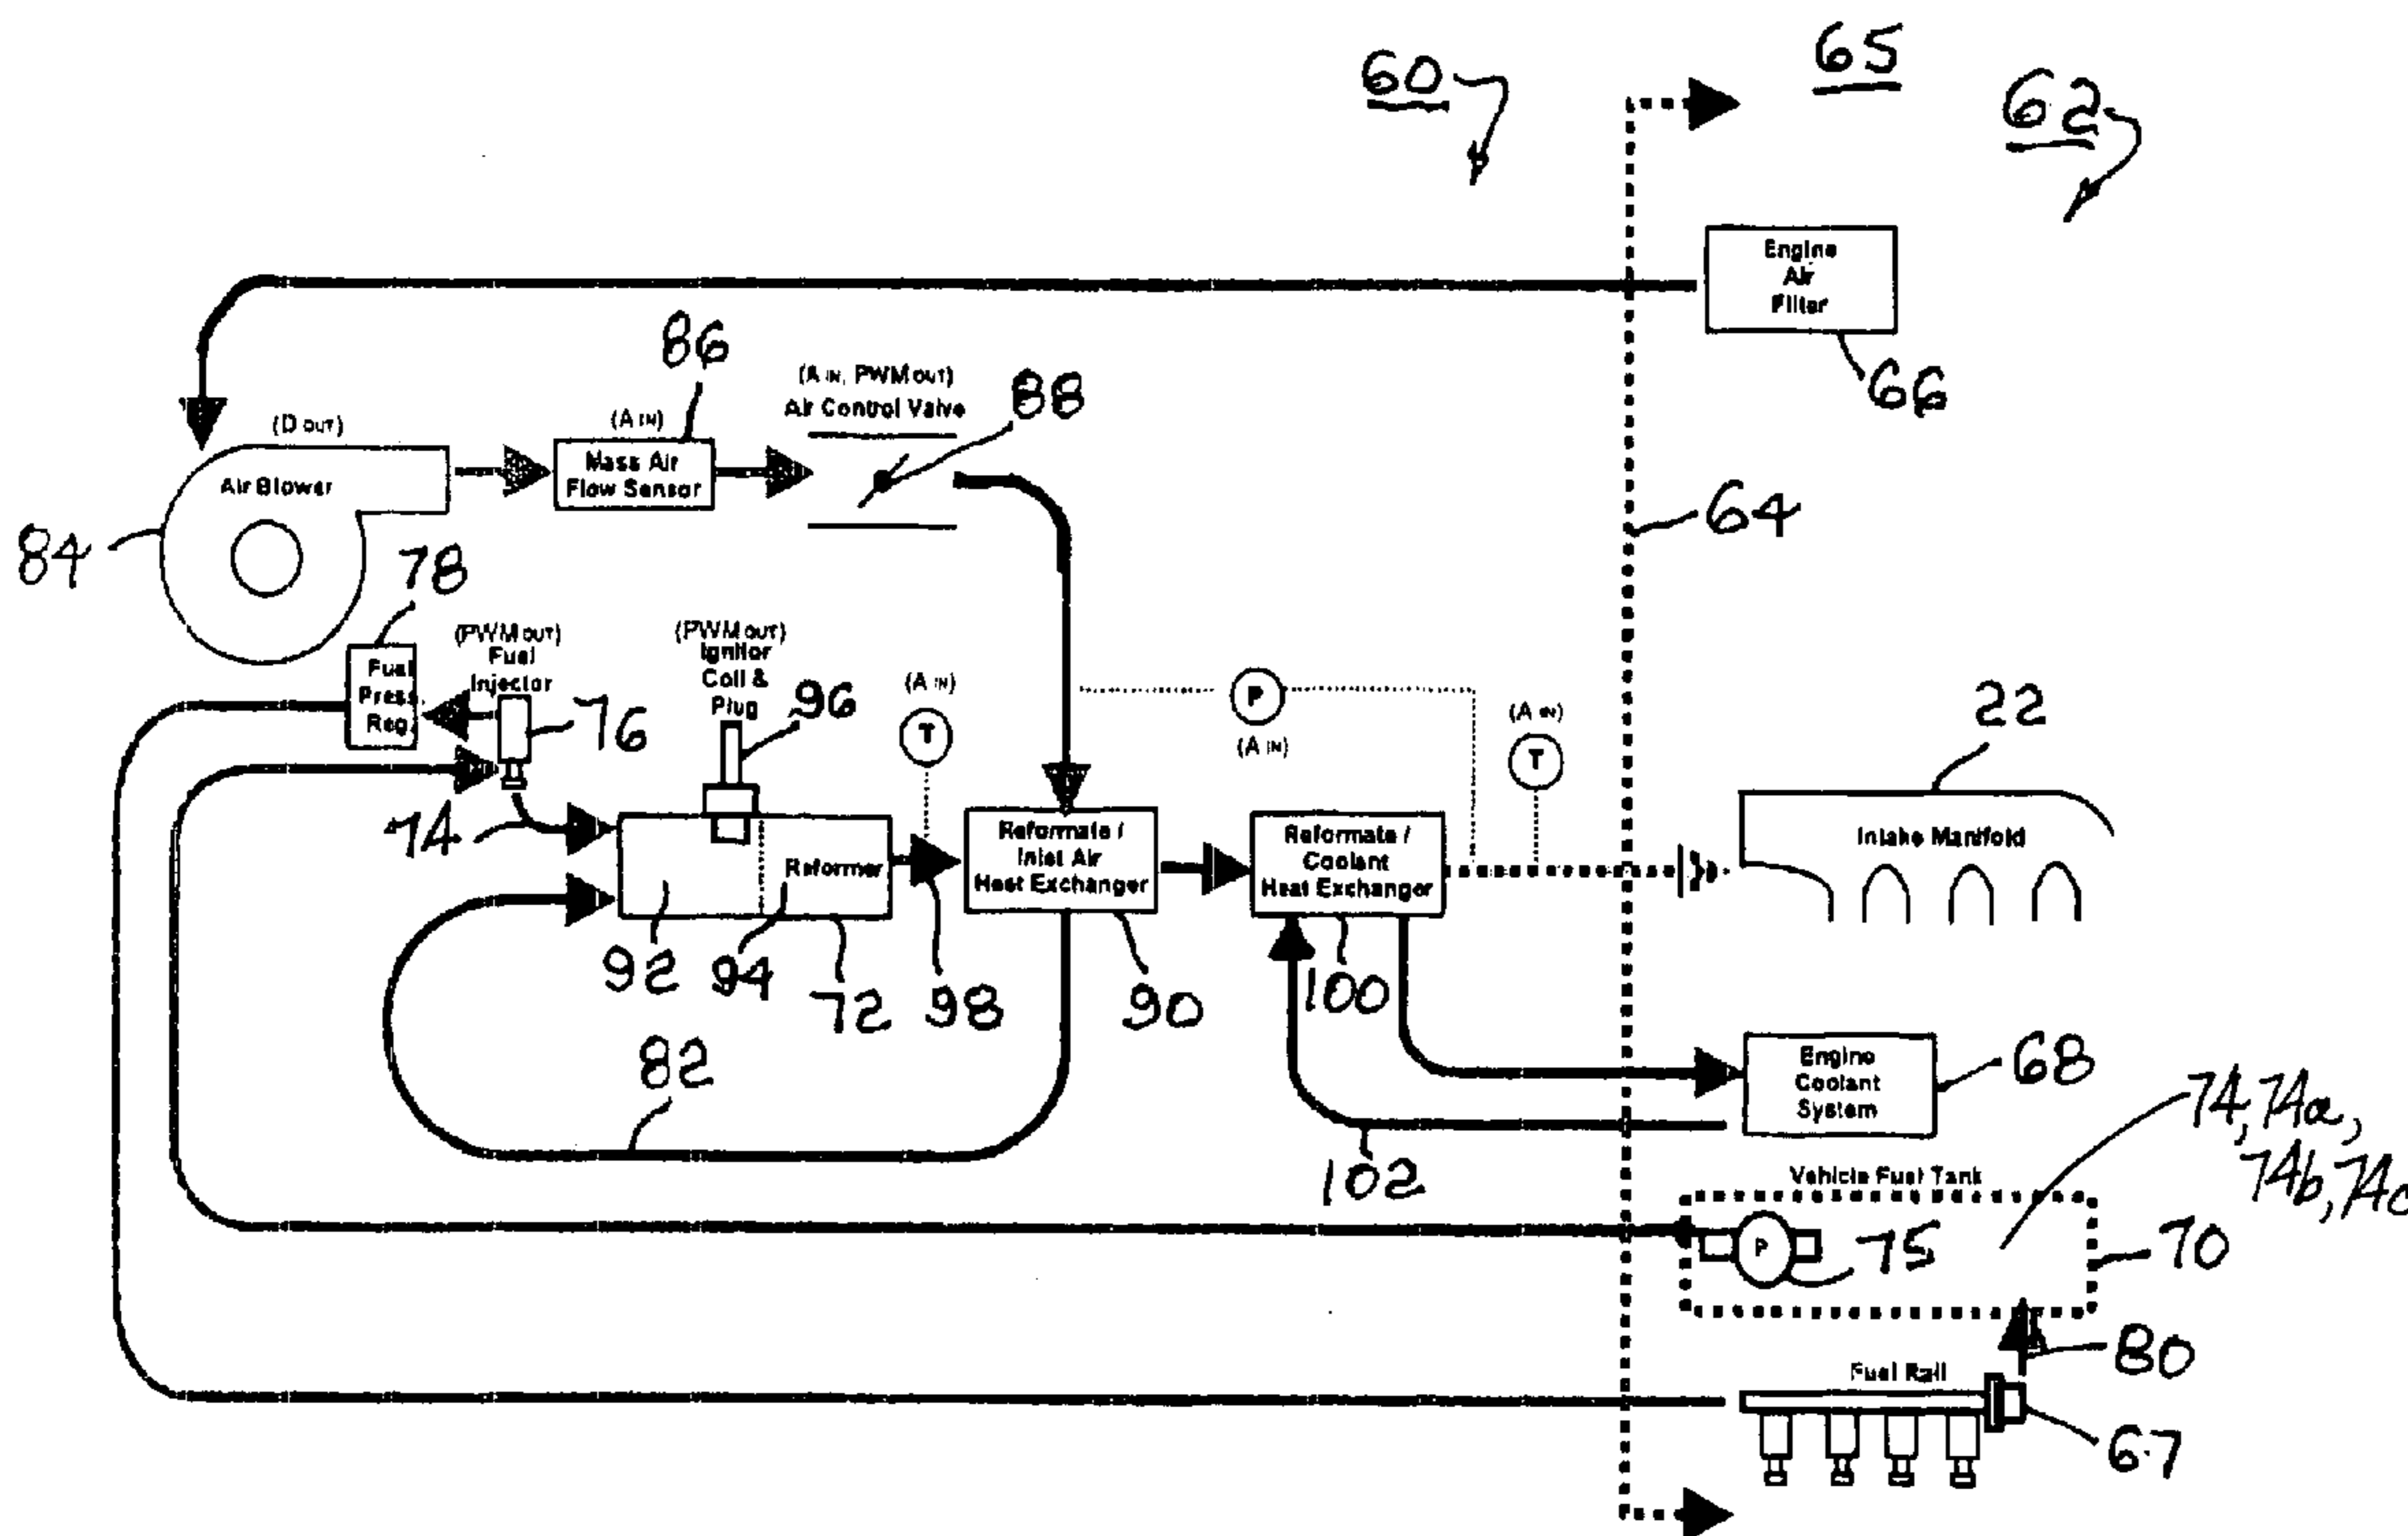 60
65
62
Engine
Air
Filter
66
86
(A IN, PWM OUT)
Air Control Valve
88
(D OUT)
(A IN)
Air Blower
Mass Air
Flow Sensor
64
84
78
(PWM OUT)
Fuel
Injector
(PWM OUT)
Ignitor
Coil &
Plug
Fuel
Press.
Reg.
76
96
(A IN)
T
P
(A IN)
(A IN)
T
22
74
Reformer
Reformate /
Inlet Air
Heat Exchanger
Reformate /
Coolant
Heat Exchanger
Intake Manifold
92
94
72
98
90
100
82
Engine
Coolant
System
68
74, 74a,
74b, 74c
102
Vehicle Fuel Tank
P
75
70
80
Fuel Rail
67